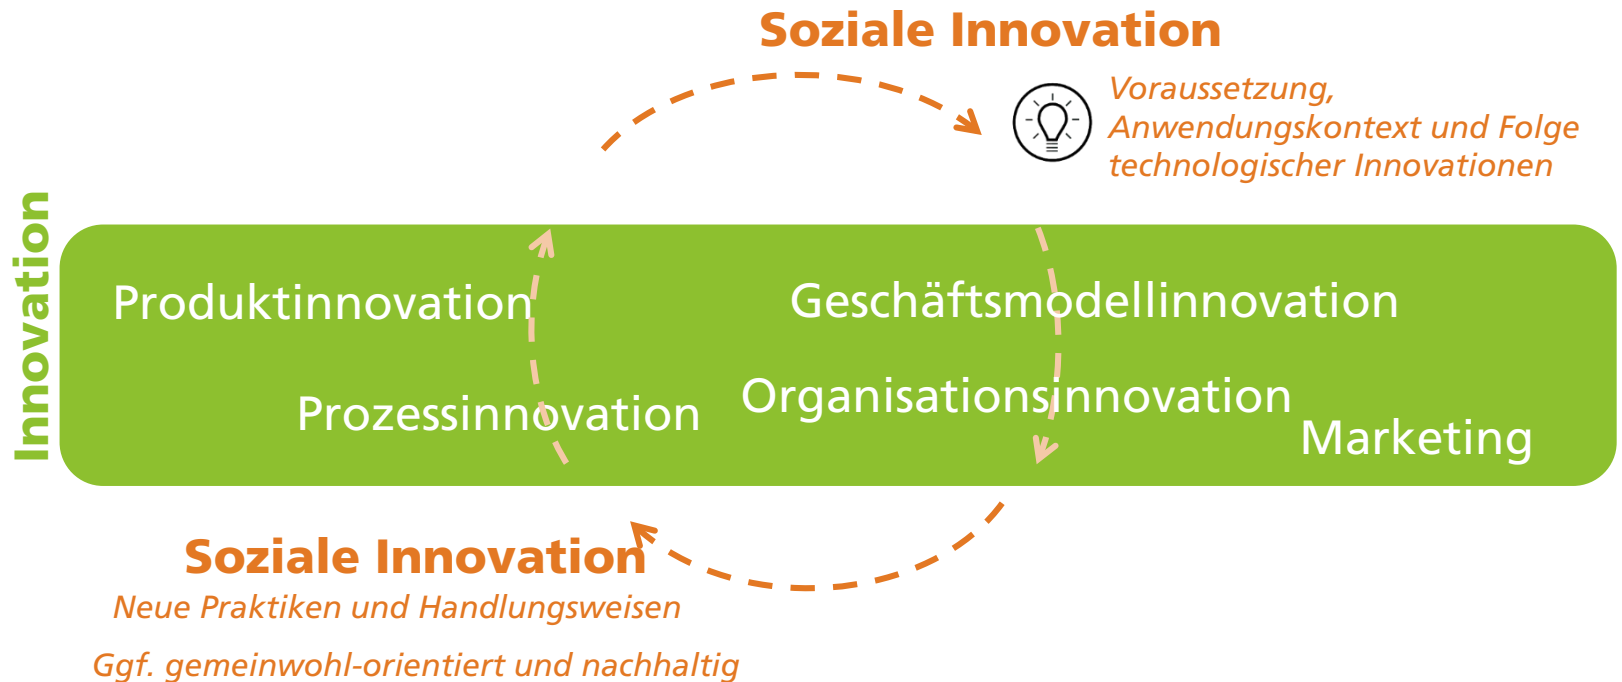 Soziale Innovation
Voraussetzung,
Anwendungskontext und Folge
technologischer Innovationen
Innovation
Produktinnovation
Geschäftsmodellinnovation
Prozessinnovation
Organisationsinnovation
Marketing
Soziale Innovation
Neue Praktiken und Handlungsweisen
Ggf. gemeinwohl-orientiert und nachhaltig